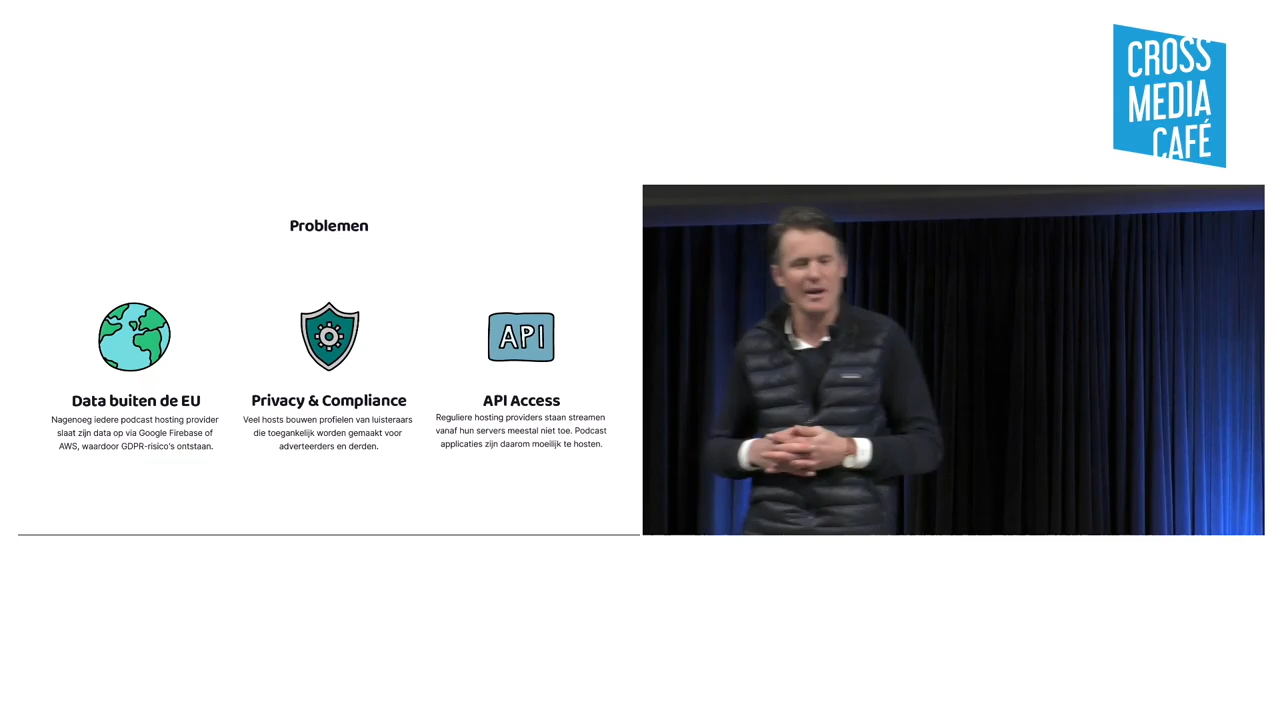 CROSS
MEDIA
CAFÉ
Problemen
API
Data buiten de EU
Nagenoeg iedere podcast hosting provider
slaat zijn data op via Google Firebase of
AWS, waardoor GDPR-risico's ontstaan.
Privacy & Compliance
Veel hosts bouwen profielen van luisteraars
die toegankelijk worden gemaakt voor
adverteerders en derden.
API Access
Reguliere hosting providers staan streamen
vanaf hun servers meestal niet toe. Podcast
applicaties zijn daarom moeilijk te hosten.